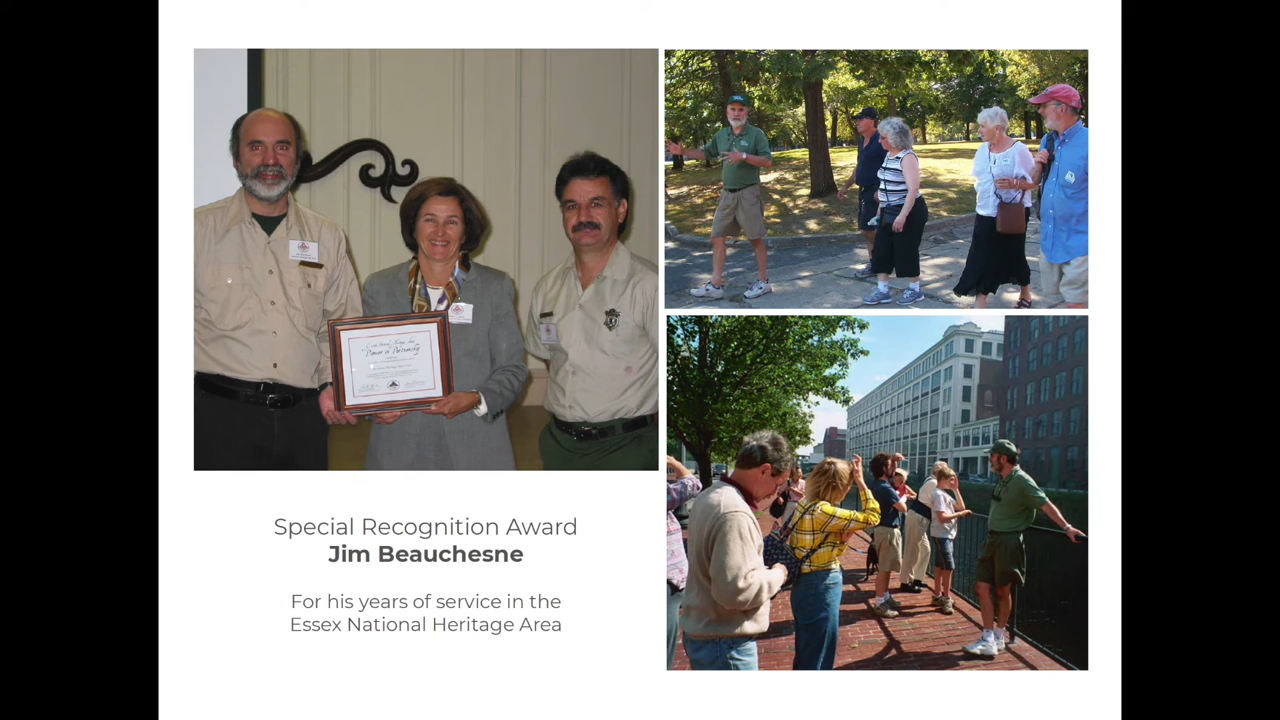 Special Recognition Award
Jim Beauchesne
For his years of service in the
Essex National Heritage Area